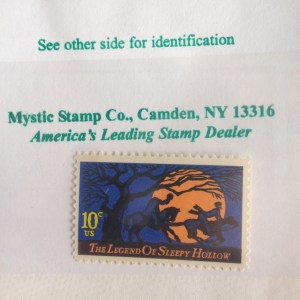 See other side for identification
Mystic Stamp Co., Camden, NY 13316
America's Leading Stamp Dealer
10c
US
THE LEGEND OF SLEEPY HOLLOW